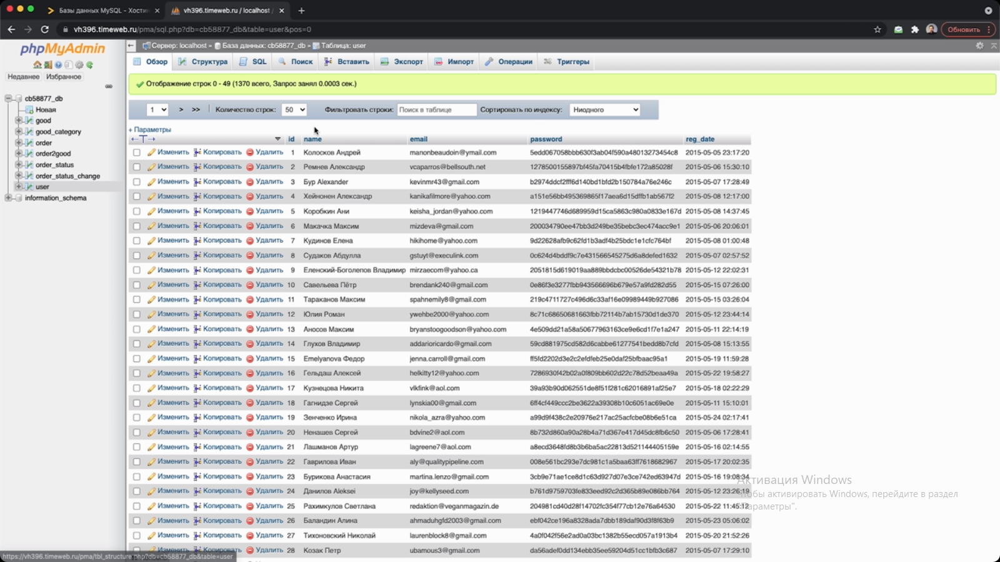 Базы данных MySQL - Хости
vh396.timeweb.ru / localhost
vh396.timeweb.ru/pma/sql.php?db=cb58877_db&table=user&pos=0
Обновить
phpMyAdmin
Недавнее Избранное
cb58877_db
Новая
good
good_category
order
order2good
order_status
order_status_change
user
information_schema
Сервер: localhost » База данных: cb58877_db » Таблица: user
Обзор Структура SQL Поиск Вставить Экспорт Импорт Операции Триггеры
Отображение строк 0 - 49 (1370 всего, Запрос занял 0.0003 сек.)
1 > >> Количество строк: 50 Фильтровать строки: Поиск в таблице Сортировать по индексу: Ниодного
+ Параметры
←T→ id name email password reg_date
Изменить Копировать Удалить 1 Колосков Андрей manonbeaudoin@ymail.com 5edd067058bbb630f3ab04f590a48013273454c8 2015-05-05 23:17:20
Изменить Копировать Удалить 2 Ремнев Александр vcaparros@bellsouth.net 1278500155897bf45fa70415b4fbfe172a85028f 2015-05-06 15:30:10
Изменить Копировать Удалить 3 Бур Alexander kevinmr43@gmail.com b2974ddcf2fff6d140bd1bfd2b150784a76e246c 2015-05-07 17:28:49
Изменить Копировать Удалить 4 Хейнонен Александр kanikafilmore@yahoo.com a151e56bb495369865f17aea6d15dffb1ab567f2 2015-05-08 12:17:00
Изменить Копировать Удалить 5 Коробкин Ани keisha_jordan@yahoo.com 1219447746d689959d15ca5863c980a0833e167d 2015-05-08 14:37:45
Изменить Копировать Удалить 6 Макачка Максим mizdeva@gmail.com 200034790ee47bb3d249be35bebc3ec474acc9e1 2015-05-06 20:06:01
Изменить Копировать Удалить 7 Кудинов Елена hikihome@yahoo.com 9d22628afb9c62fd1b3adf4b25bdc1e1cfc764bf 2015-05-08 01:00:48
Изменить Копировать Удалить 8 Судаков Абдулла gstuyt@execulink.com 0c624d4bddf9c7e431566545275d6a8defed1632 2015-05-07 02:57:52
Изменить Копировать Удалить 9 Еленский-Боголепов Владимир mirzaecom@yahoo.ca 2051815d619019aa889bbdcbc00526de54321b78 2015-05-12 22:02:31
Изменить Копировать Удалить 10 Савельева Пётр brendank240@gmail.com 0e86f3e3277fbb943566696b679e57a9fd282d55 2015-05-15 07:26:00
Изменить Копировать Удалить 11 Тараканов Максим spahnemily8@gmail.com 219c4711727c496d6c33af16e09989449b927086 2015-05-15 03:26:04
Изменить Копировать Удалить 12 Юлия Роман ywehbe2000@yahoo.com 8c71c68650681663fbb72114b7ab15730d1de370 2015-05-12 23:44:14
Изменить Копировать Удалить 13 Аносов Максим bryanstoogoodson@yahoo.com 4e509dd21a58a50677963163ce9e6cd1f7e1a247 2015-05-11 22:14:19
Изменить Копировать Удалить 14 Глухов Владимир addarioricardo@gmail.com 59cd881975cd582d6cabbe61277541bedd8b7cfd 2015-05-08 15:13:55
Изменить Копировать Удалить 15 Emelyanova Федор jenna.carroll@gmail.com ff5fd2202d3e2c2efdfeb25e0daf25bfbaac95a1 2015-05-19 11:59:28
Изменить Копировать Удалить 16 Гельдаш Алексей helkitty12@yahoo.com 7286930f42b02a0f809bb602d22c78d52beaa49a 2015-05-22 19:58:27
Изменить Копировать Удалить 17 Кузнецова Никита vlkfink@aol.com 39a93b90d062551de8f51f281c62016891af25e7 2015-05-18 02:22:29
Изменить Копировать Удалить 18 Гагнидзе Сергей lynskia00@gmail.com 6ff4cf449ccc2be3622a39308b10c6051ac69e0e 2015-05-11 15:10:01
Изменить Копировать Удалить 19 Зенченко Ирина nikola_azra@yahoo.com a99d9f438c2e20976e217ac25acfcbe08b6e51ca 2015-05-24 02:17:41
Изменить Копировать Удалить 20 Ненашев Сергей bdvine2@aol.com 8b732d860a90a28b4a71d367e417d45dc8fb6c50 2015-05-06 17:28:41
Изменить Копировать Удалить 21 Лашманов Артур lagreene7@aol.com a8ecd3648fd8b3b6ba5ac22813d521144405159e 2015-05-16 02:14:55
Изменить Копировать Удалить 22 Гаврилова Иван aly@qualitypipeline.com 008e561bc293e7dc981c1a5baa63ff7618682967 2015-05-17 20:02:35
Изменить Копировать Удалить 23 Бурикова Анастасия martina.lenzo@gmail.com 3cb9e71ae1ce8d1c63d927d07e3ce742ed63947d 2015-05-16 19:08:34
Изменить Копировать Удалить 24 Данилов Aleksei joy@kellyseed.com b761d9759703fe833eed92c2d365b89e086bb764 2015-05-12 23:26:19
Изменить Копировать Удалить 25 Рахимкулов Светлана redaktion@veganmagazin.de 204981cd40d28f14702fc354f77cb12e76a64530 2015-05-22 11:45:12
Изменить Копировать Удалить 26 Баландин Алина ahmaduhgfd2003@gmail.com ebf042ce196a8328ada7dbb189daf90d3f8f63b9 2015-05-23 05:06:02
Изменить Копировать Удалить 27 Тихоновский Николай laurenblock8@gmail.com 4a0f042f56e2ad0a03bc1382b55ecd057a1913b4 2015-05-20 21:52:26
Изменить Копировать Удалить 28 Козак Петр ubamous3@gmail.com da56adef0dd134ebb35ee59204d51cc1bfb3c687 2015-05-07 17:29:10
Активация Windows
Чтобы активировать Windows, перейдите в раздел
"Параметры".
https://vh396.timeweb.ru/pma/tbl_structure.php?db=cb58877_db&table=user